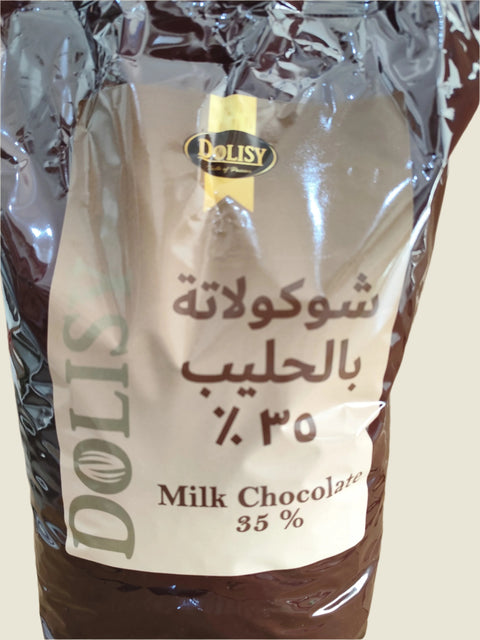 DOLISY
شوكولاتة
بالحليب
٣٥ ٪
Milk Chocolate
35 %
DOLISY